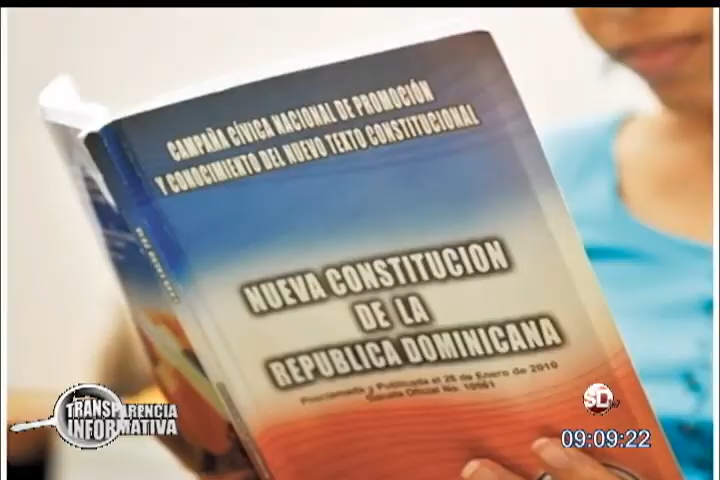 CAMPAÑA CÍVICA NACIONAL DE PROMOCIÓN
Y CONOCIMIENTO DEL NUEVO TEXTO CONSTITUCIONAL
NUEVA CONSTITUCION
DE LA
REPUBLICA DOMINICANA
Proclamada y Publicada el 26 de Enero de 2010
Gaceta Oficial No. 10561
TRANSPARENCIA
INFORMATIVA
SD
09:09:22